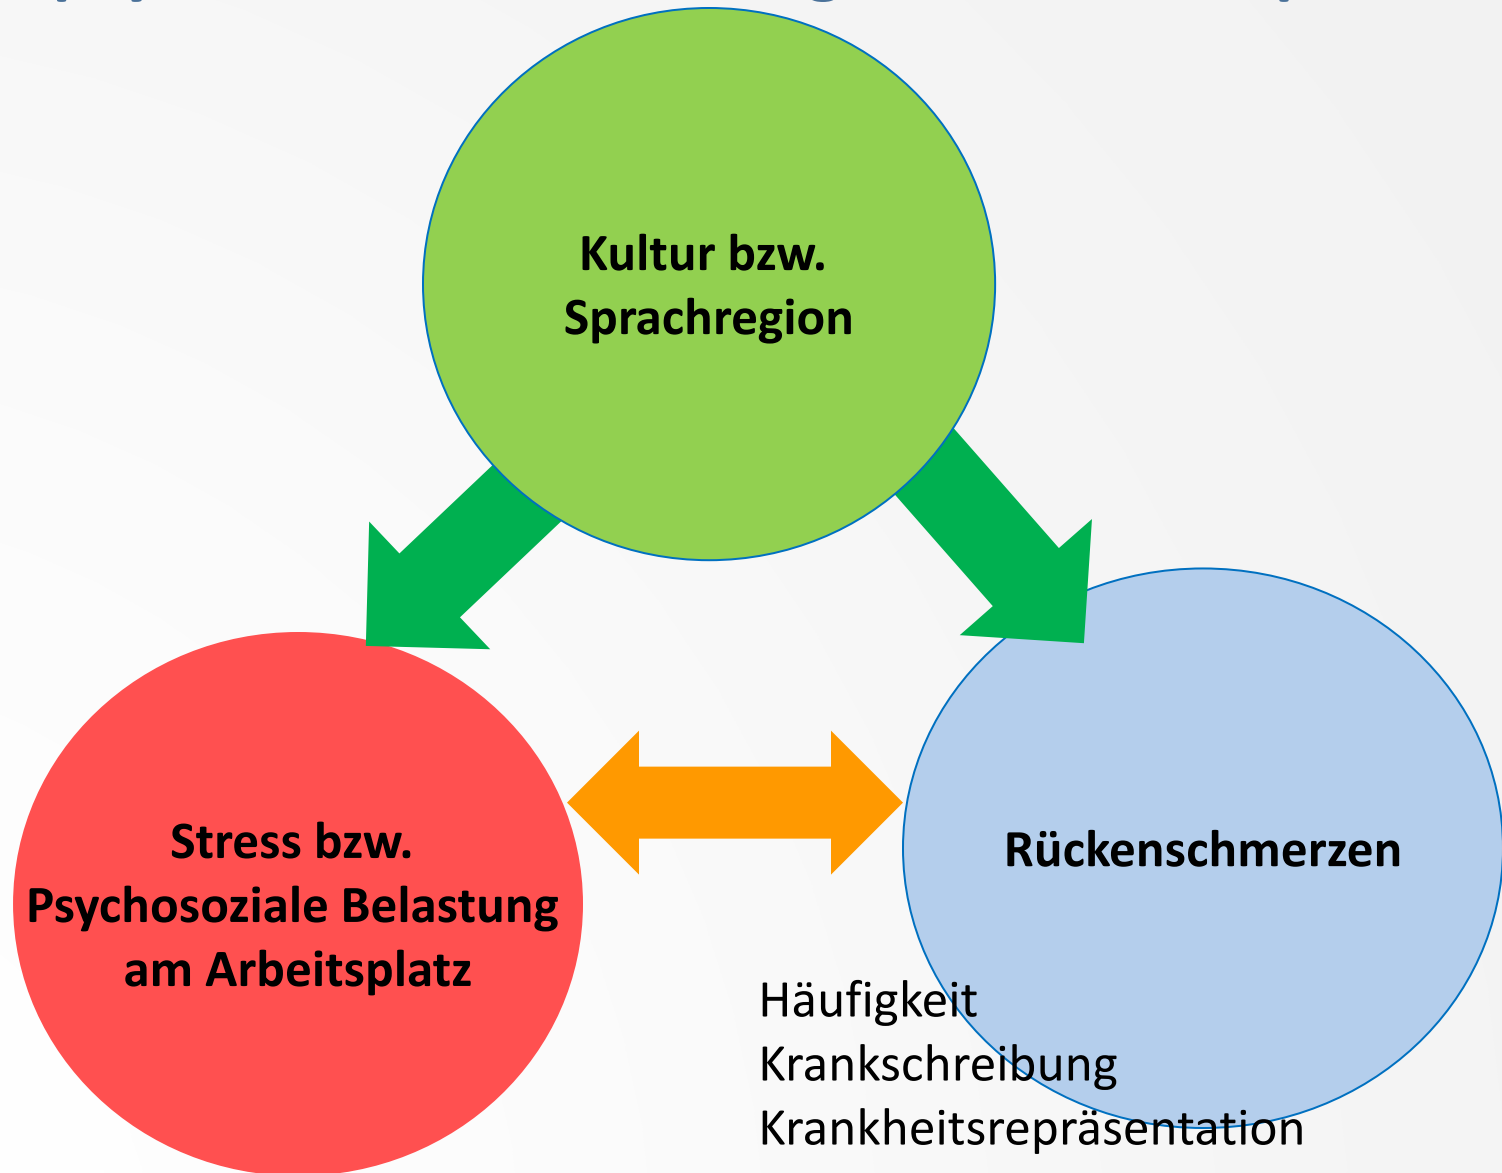 Kultur bzw.
Sprachregion
Stress bzw.
Psychosoziale Belastung
am Arbeitsplatz
Rückenschmerzen
Häufigkeit
Krankschreibung
Krankheitsrepräsentation